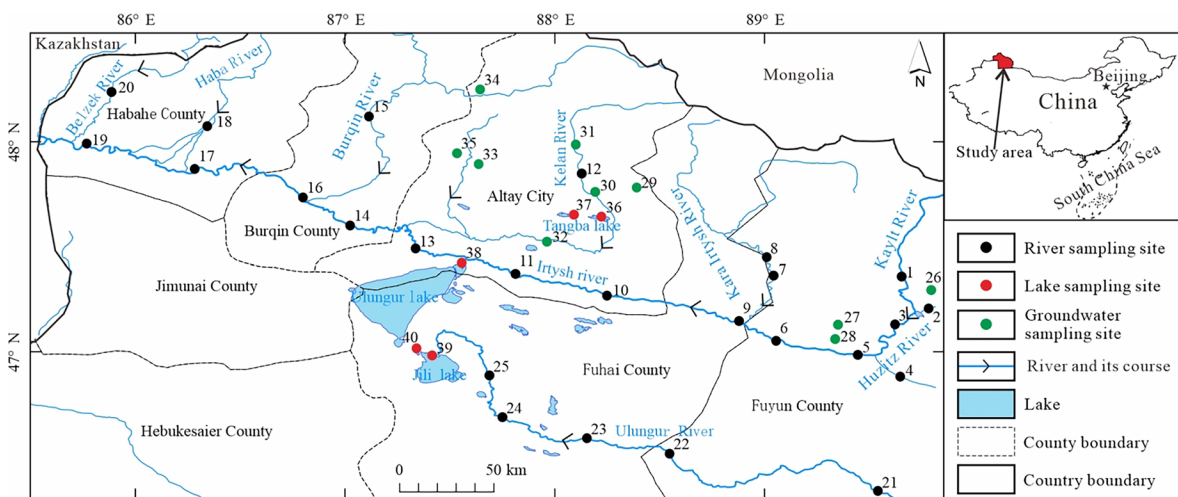 86° E
87° E
88° E
89° E
48° N
47° N
Kazakhstan
Mongolia
N
Belzek River
Haba River
Habahe County
Burqin River
Kelan River
Altay City
Tangba lake
Kara Irtysh River
Kaylt River
Huzitz River
Burqin County
Irtysh river
Jimunai County
Ulungur lake
Jili lake
Fuhai County
Fuyun County
Hebukesaier County
Ulungur River
0 50 km
1
2
3
4
5
6
7
8
9
10
11
12
13
14
15
16
17
18
19
20
21
22
23
24
25
26
27
28
29
30
31
32
33
34
35
36
37
38
39
40
Beijing
China
Study area
South China Sea
River sampling site
Lake sampling site
Groundwater
sampling site
River and its course
Lake
County boundary
Country boundary